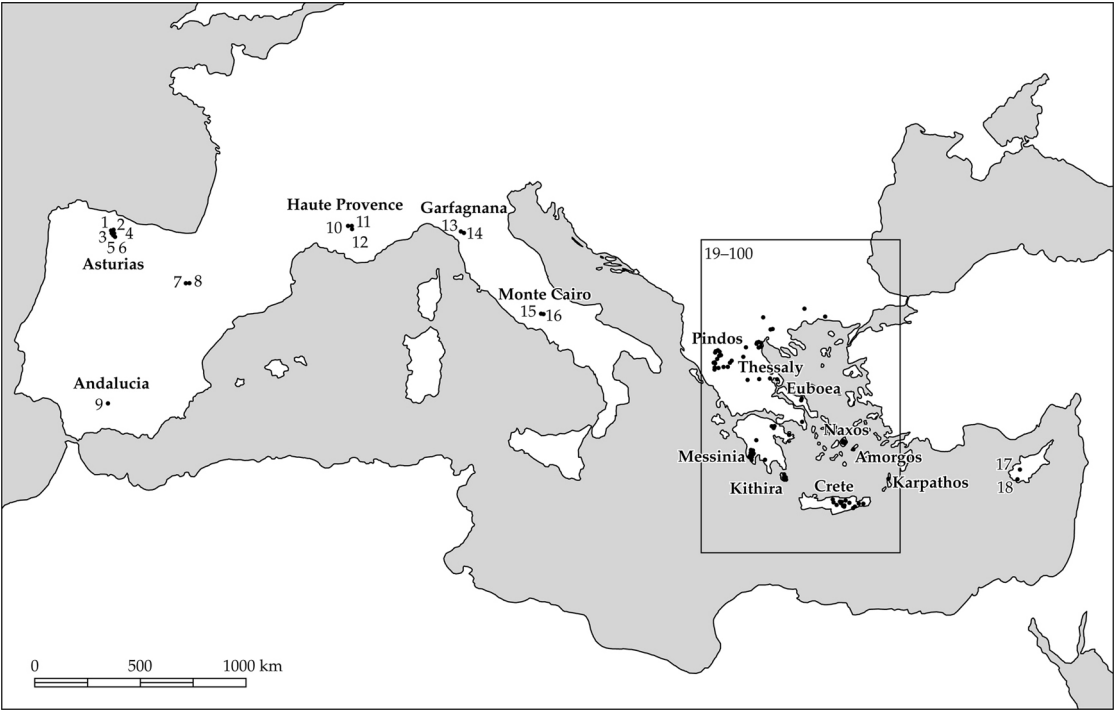 Haute Provence
10 11
12
Garfagnana
13 14
1 2
3 4
5 6
Asturias
7 8
Monte Cairo
15 16
Andalucia
9
19–100
Pindos
Thessaly
Euboea
Naxos
Messinia
Amorgos
Kithira
Crete
Karpathos
17
18
0 500 1000 km